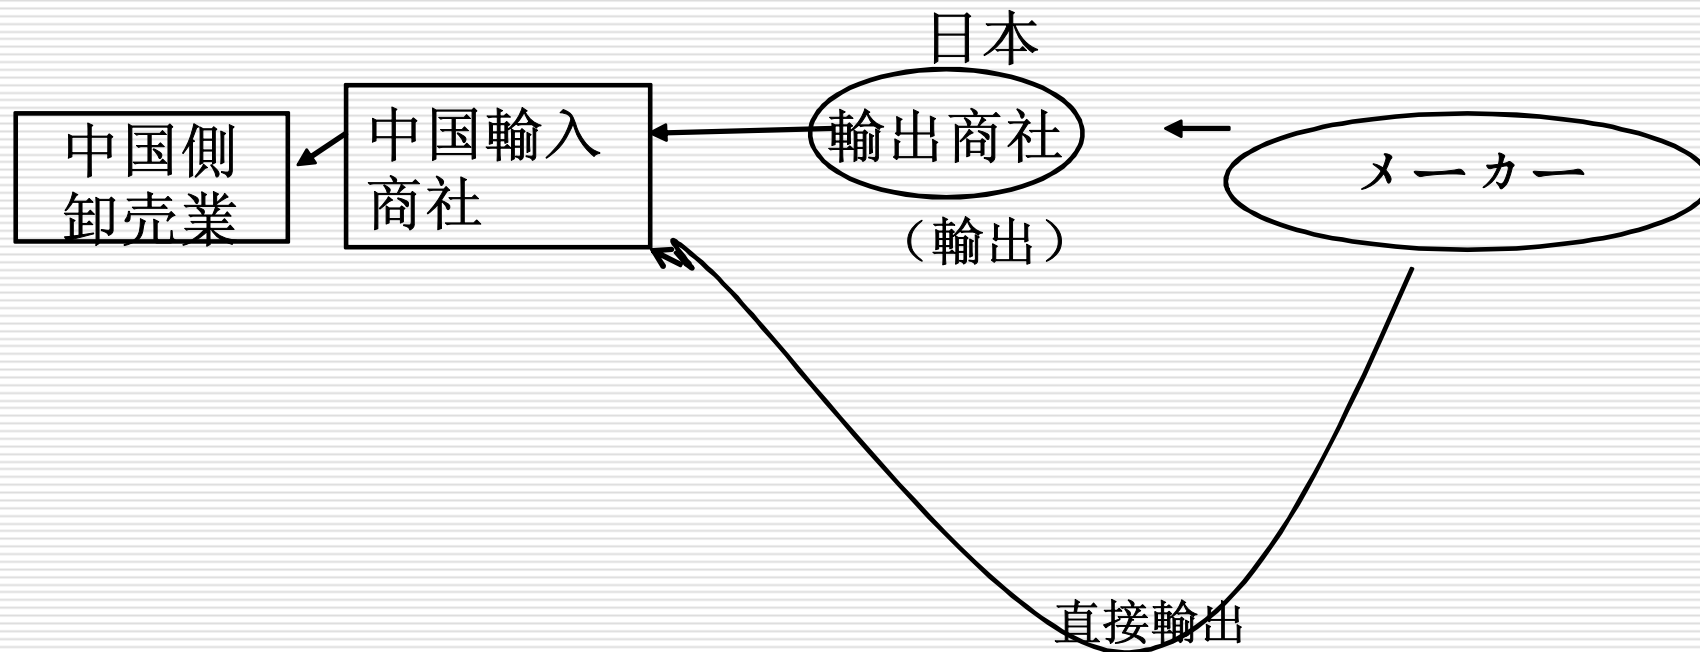 日本
中国側
卸売業
中国輸入
商社
輸出商社
メーカー
（輸出）
直接輸出